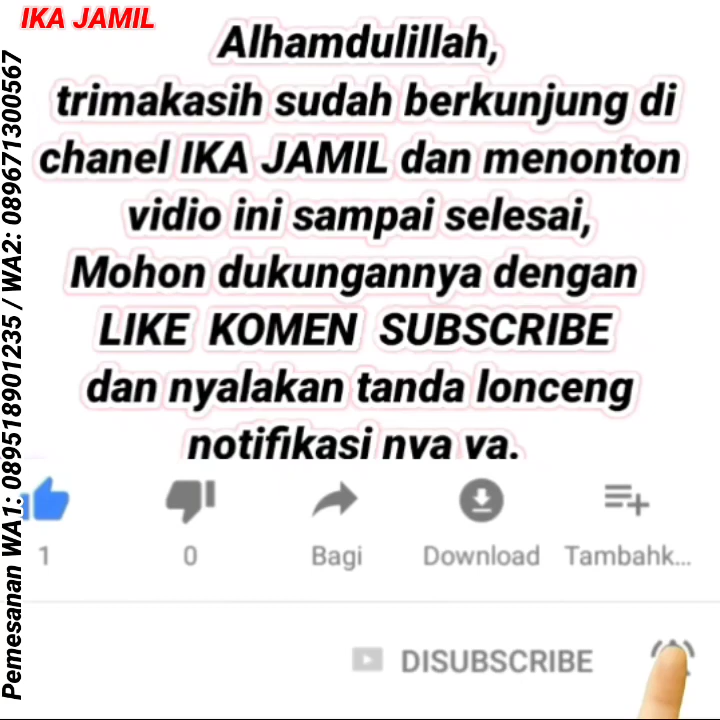 IKA JAMIL
Alhamdulillah,
trimakasih sudah berkunjung di
chanel IKA JAMIL dan menonton
vidio ini sampai selesai,
Mohon dukungannya dengan
LIKE KOMEN SUBSCRIBE
dan nyalakan tanda lonceng
notifikasi nya ya.
1
0
Bagi
Download
Tambahk...
DISUBSCRIBE
Pemesanan WA1: 089518901235 / WA2: 089671300567